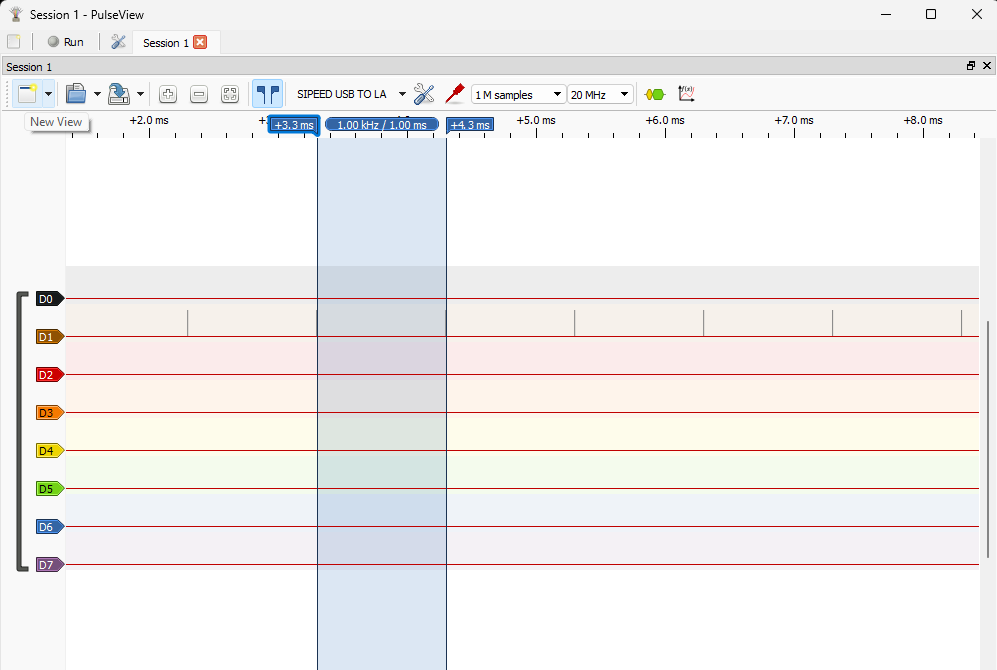 Session 1 - PulseView
Run
Session 1
Session 1
SIPEED USB TO LA
1 M samples
20 MHz
f(x)
New View
+2.0 ms
+3.3 ms
1.00 kHz / 1.00 ms
+4.3 ms
+5.0 ms
+6.0 ms
+7.0 ms
+8.0 ms
D0
D1
D2
D3
D4
D5
D6
D7